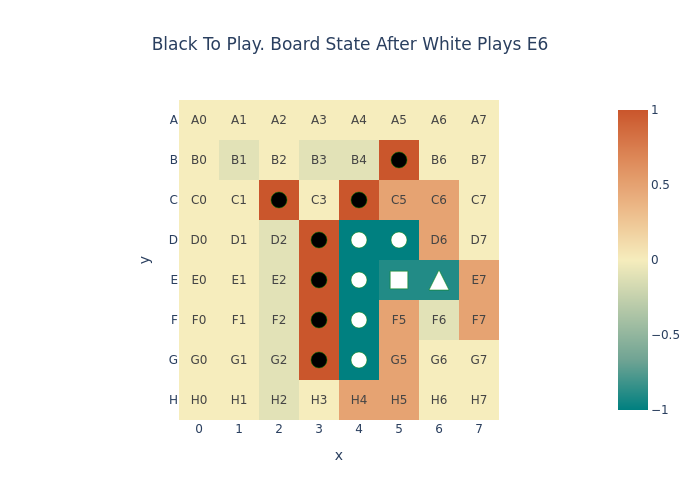 Black To Play. Board State After White Plays E6
A A0 A1 A2 A3 A4 A5 A6 A7
B B0 B1 B2 B3 B4 B6 B7
C C0 C1 C3 C5 C6 C7
D D0 D1 D2 D6 D7
E E0 E1 E2 E7
F F0 F1 F2 F5 F6 F7
G G0 G1 G2 G5 G6 G7
H H0 H1 H2 H3 H4 H5 H6 H7
0 1 2 3 4 5 6 7
x
y
1
0.5
0
−0.5
−1